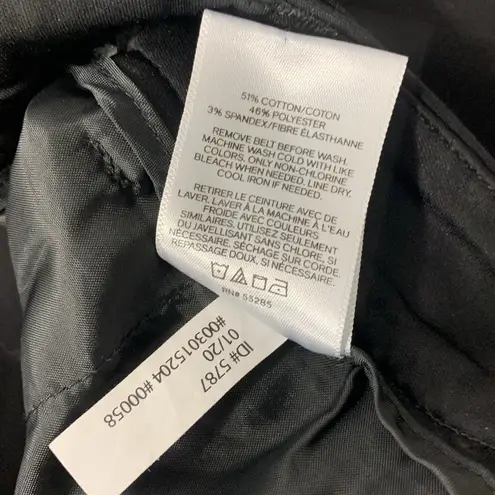 51% COTTON/COTON
46% POLYESTER
3% SPANDEX/FIBRE ÉLASTHANNE
REMOVE BELT BEFORE WASH.
MACHINE WASH COLD WITH LIKE
COLORS. ONLY NON-CHLORINE
BLEACH WHEN NEEDED. LINE DRY.
COOL IRON IF NEEDED.
RETIRER LE CEINTURE AVEC DE
LAVER. LAVER À LA MACHINE À L'EAU
FROIDE AVEC COULEURS
SIMILAIRES. UTILISEZ SEULEMENT
DU JAVELLISANT SANS CHLORE, SI
NÉCESSAIRE. SÉCHAGE SUR CORDE.
REPASSAGE DOUX, SI NÉCESSAIRE.
RN# 55285
ID# 5787
01/20
#003015204 #00058